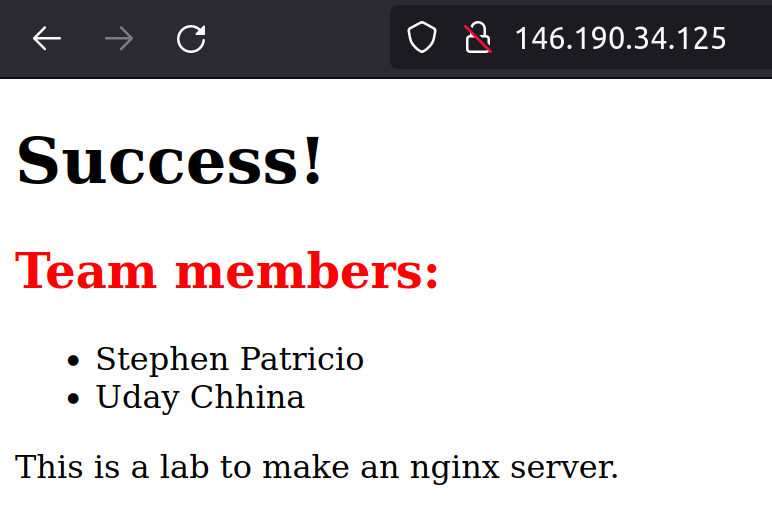 146.190.34.125
Success!
Team members:
Stephen Patricio
Uday Chhina
This is a lab to make an nginx server.